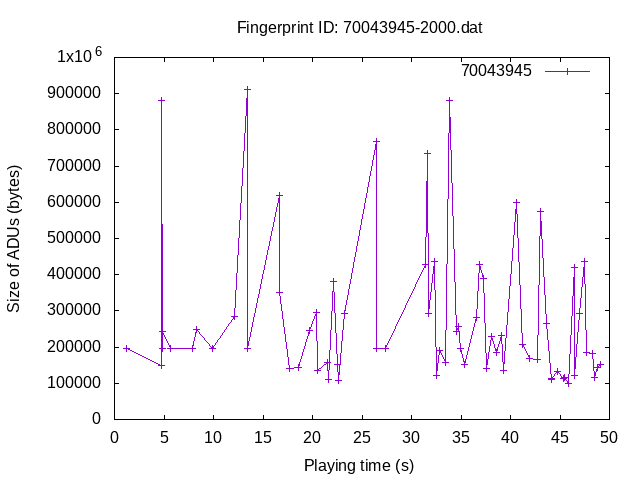 Fingerprint ID: 70043945-2000.dat
1x10^6
900000
800000
700000
600000
500000
400000
300000
200000
100000
0
70043945
Size of ADUs (bytes)
0 5 10 15 20 25 30 35 40 45 50
Playing time (s)